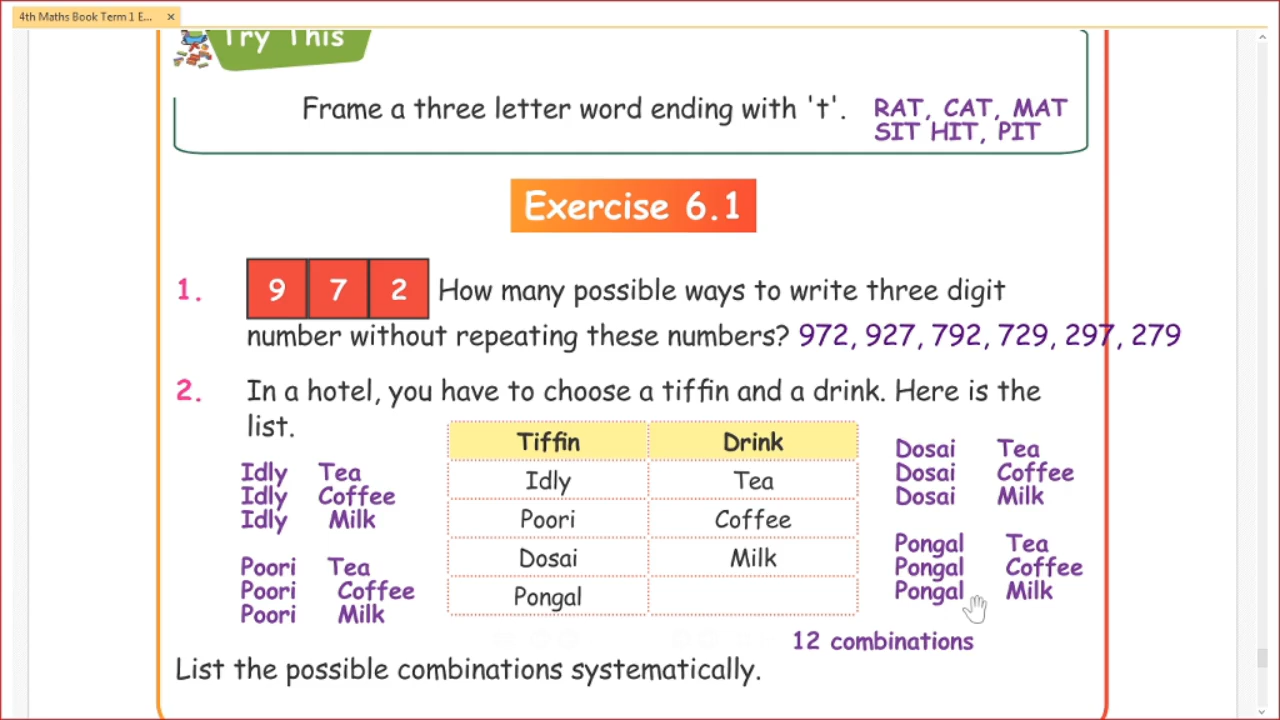 4th Maths Book Term 1 E...
Try This
Frame a three letter word ending with 't'. RAT, CAT, MAT
SIT HIT, PIT
Exercise 6.1
1. 9 7 2 How many possible ways to write three digit
number without repeating these numbers? 972, 927, 792, 729, 297, 279
2. In a hotel, you have to choose a tiffin and a drink. Here is the
list.
Tiffin Drink
Idly Tea
Poori Coffee
Dosai Milk
Pongal
Idly Tea
Idly Coffee
Idly Milk
Poori Tea
Poori Coffee
Poori Milk
Dosai Tea
Dosai Coffee
Dosai Milk
Pongal Tea
Pongal Coffee
Pongal Milk
12 combinations
List the possible combinations systematically.